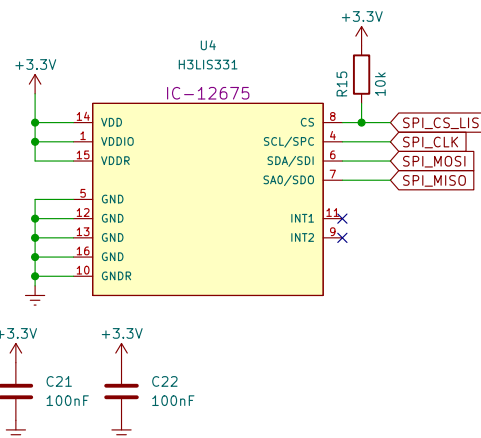 +3.3V
U4
H3LIS331
+3.3V
IC-12675
R15
10k
14 VDD CS 8 SPI_CS_LIS
1 VDDIO SCL/SPC 4 SPI_CLK
15 VDDR SDA/SDI 6 SPI_MOSI
SA0/SDO 7 SPI_MISO
5 GND
12 GND INT1 11
13 GND INT2 9
16 GND
10 GNDR
+3.3V +3.3V
C21 C22
100nF 100nF